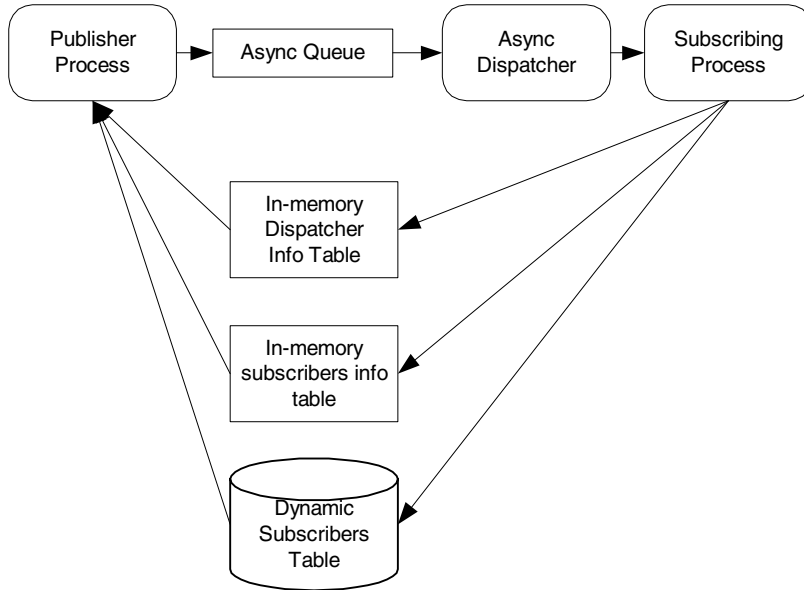 Publisher
Process
Async Queue
Async
Dispatcher
Subscribing
Process
In-memory
Dispatcher
Info Table
In-memory
subscribers info
table
Dynamic
Subscribers
Table